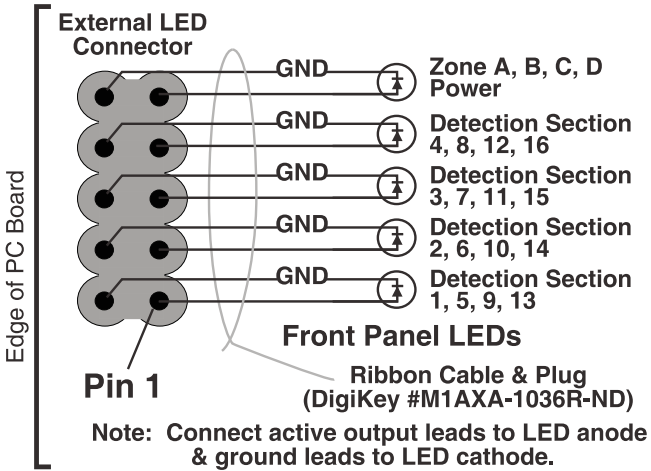 External LED
Connector
GND
Zone A, B, C, D
Power
GND
Detection Section
4, 8, 12, 16
GND
Detection Section
3, 7, 11, 15
GND
Detection Section
2, 6, 10, 14
GND
Detection Section
1, 5, 9, 13
Edge of PC Board
Front Panel LEDs
Pin 1
Ribbon Cable & Plug
(DigiKey #M1AXA-1036R-ND)
Note: Connect active output leads to LED anode
& ground leads to LED cathode.